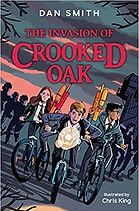 DAN SMITH
THE INVASION OF
CROOKED
OAK
Illustrated by
Chris King